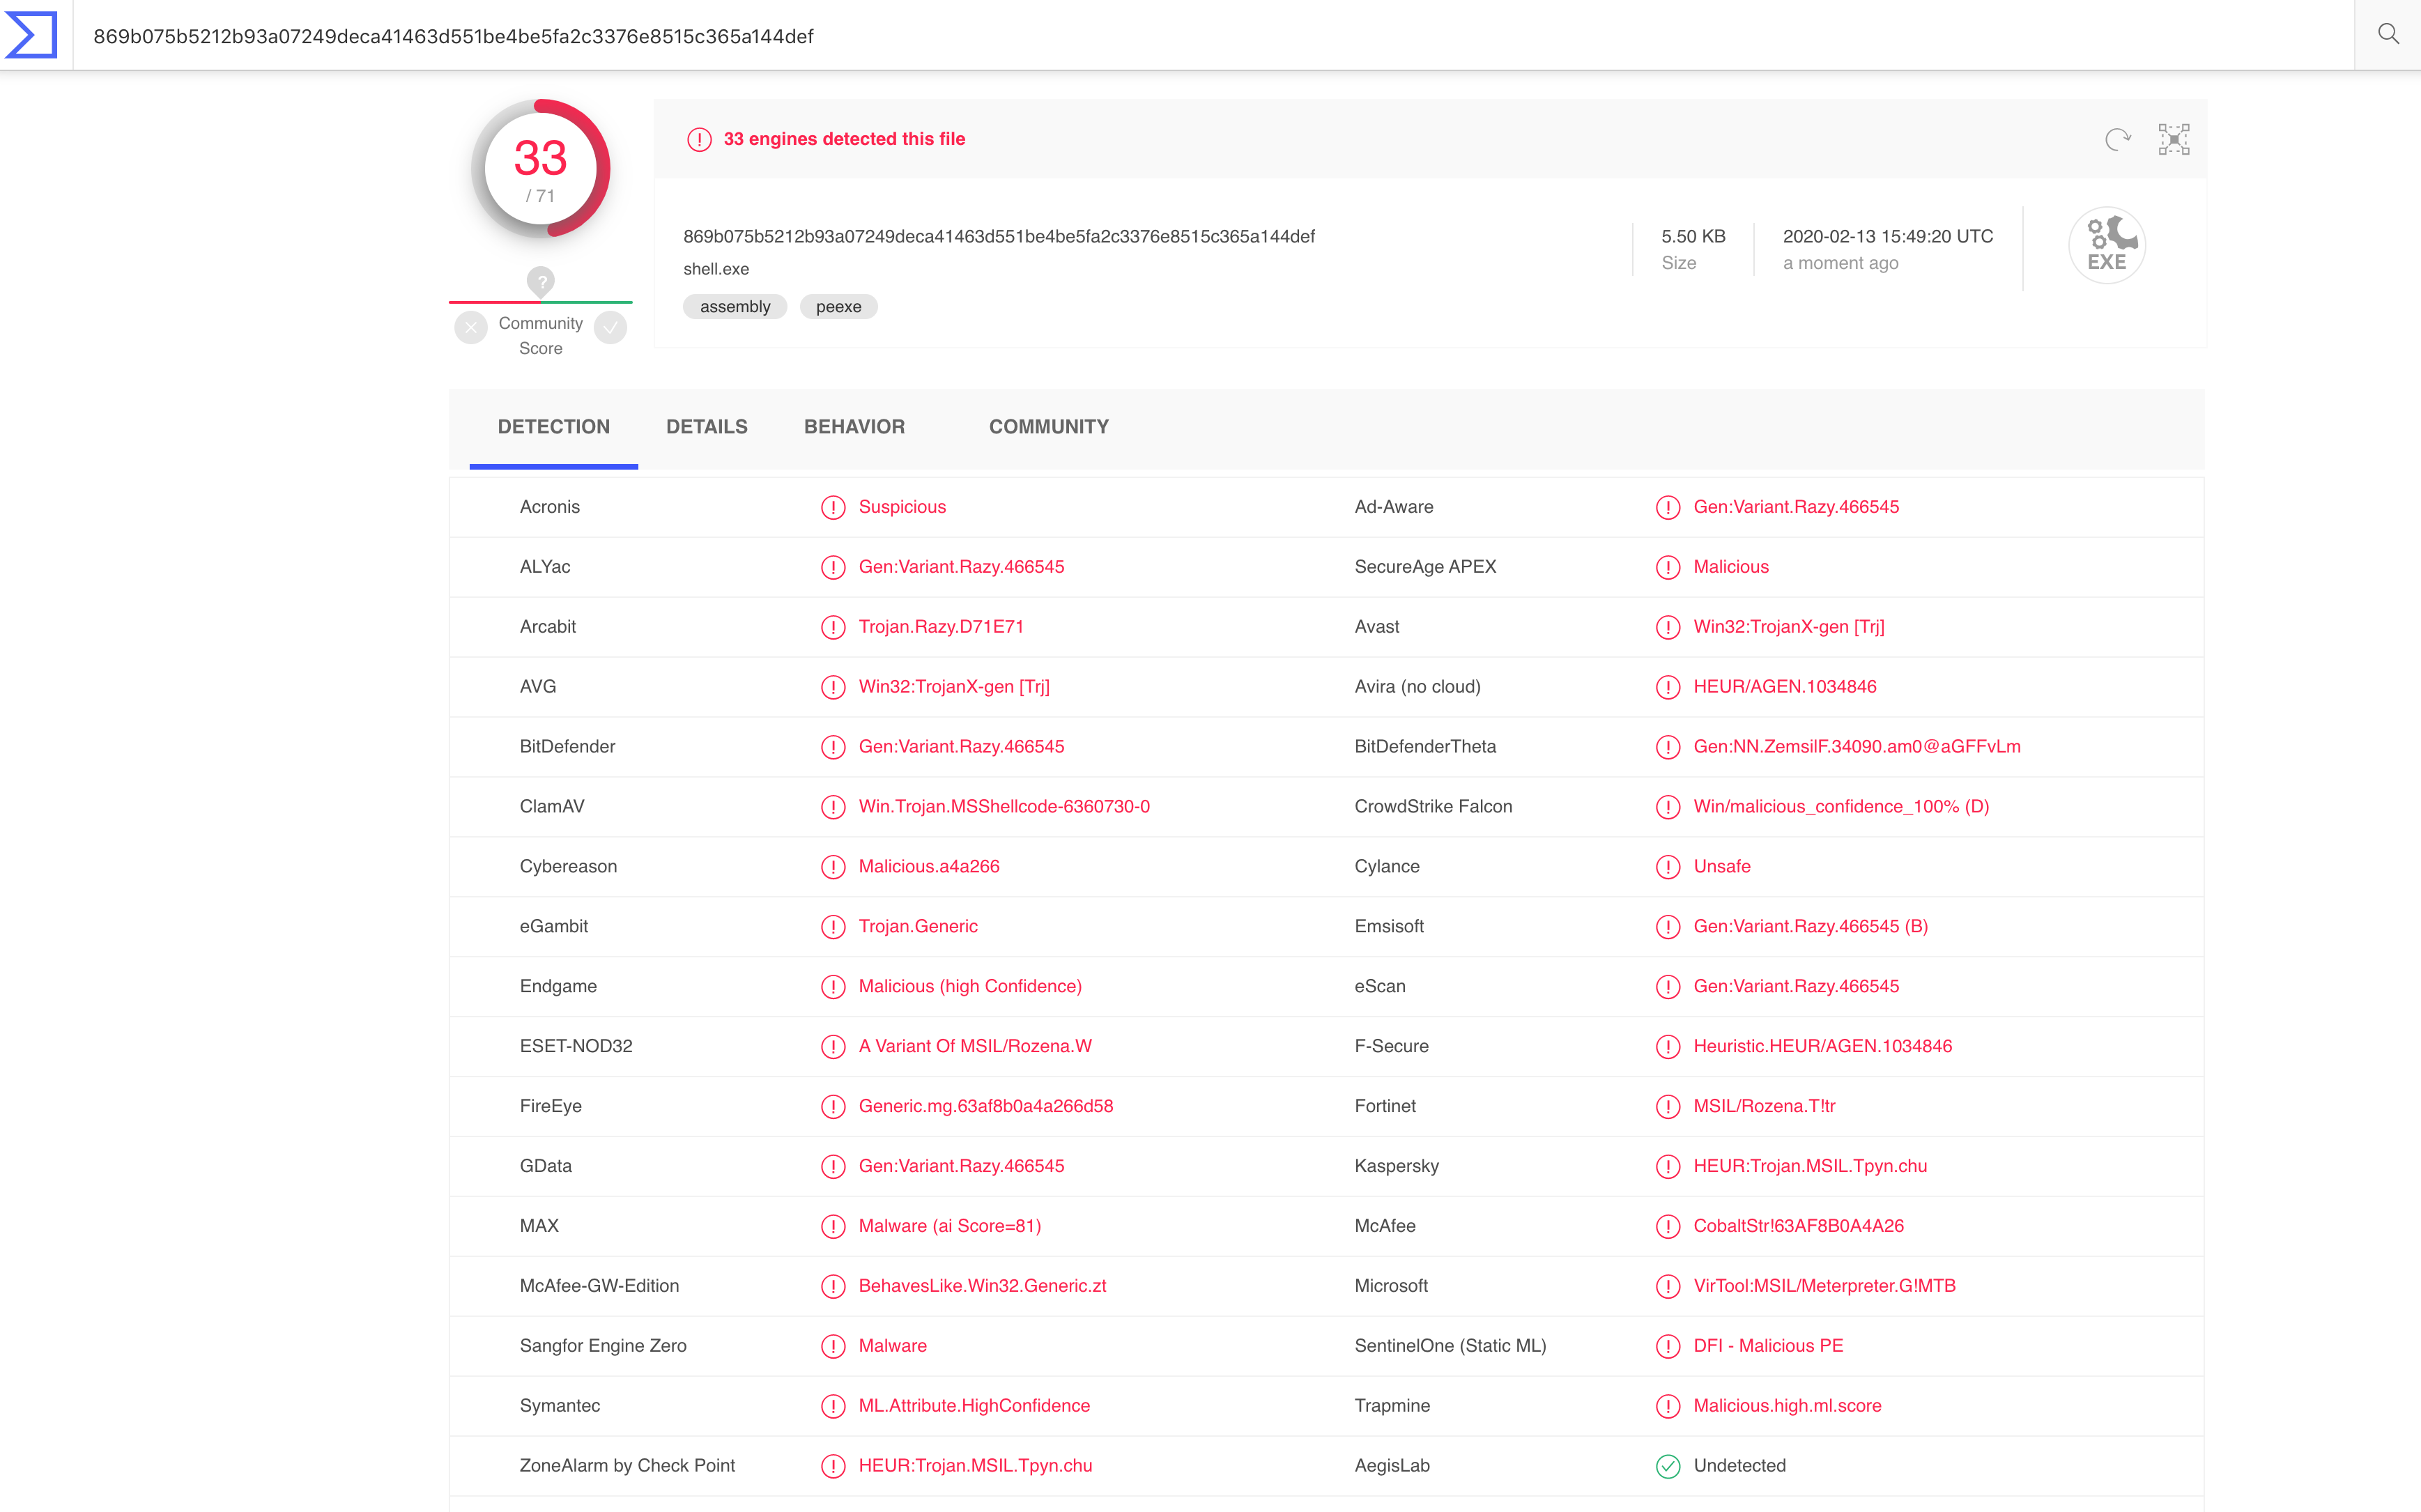 869b075b5212b93a07249deca41463d551be4be5fa2c3376e8515c365a144def
33
/ 71
?
Community
Score
33 engines detected this file
869b075b5212b93a07249deca41463d551be4be5fa2c3376e8515c365a144def
shell.exe
assembly peexe
5.50 KB
Size
2020-02-13 15:49:20 UTC
a moment ago
EXE
DETECTION DETAILS BEHAVIOR COMMUNITY
Acronis Suspicious Ad-Aware Gen:Variant.Razy.466545
ALYac Gen:Variant.Razy.466545 SecureAge APEX Malicious
Arcabit Trojan.Razy.D71E71 Avast Win32:TrojanX-gen [Trj]
AVG Win32:TrojanX-gen [Trj] Avira (no cloud) HEUR/AGEN.1034846
BitDefender Gen:Variant.Razy.466545 BitDefenderTheta Gen:NN.ZemsilF.34090.am0@aGFFvLm
ClamAV Win.Trojan.MSShellcode-6360730-0 CrowdStrike Falcon Win/malicious_confidence_100% (D)
Cybereason Malicious.a4a266 Cylance Unsafe
eGambit Trojan.Generic Emsisoft Gen:Variant.Razy.466545 (B)
Endgame Malicious (high Confidence) eScan Gen:Variant.Razy.466545
ESET-NOD32 A Variant Of MSIL/Rozena.W F-Secure Heuristic.HEUR/AGEN.1034846
FireEye Generic.mg.63af8b0a4a266d58 Fortinet MSIL/Rozena.T!tr
GData Gen:Variant.Razy.466545 Kaspersky HEUR:Trojan.MSIL.Tpyn.chu
MAX Malware (ai Score=81) McAfee CobaltStr!63AF8B0A4A26
McAfee-GW-Edition BehavesLike.Win32.Generic.zt Microsoft VirTool:MSIL/Meterpreter.G!MTB
Sangfor Engine Zero Malware SentinelOne (Static ML) DFI - Malicious PE
Symantec ML.Attribute.HighConfidence Trapmine Malicious.high.ml.score
ZoneAlarm by Check Point HEUR:Trojan.MSIL.Tpyn.chu AegisLab Undetected